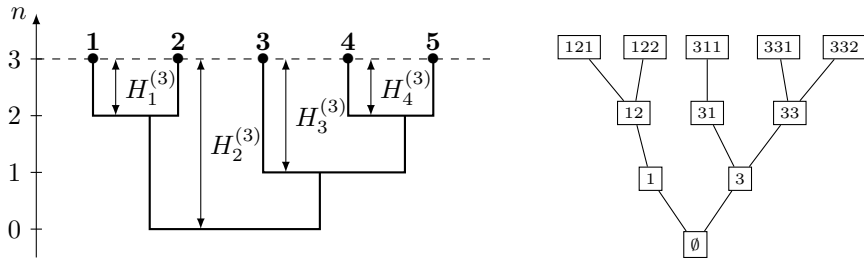 n
1 2 3 4 5
3
2
1
0
H_1^{(3)}
H_2^{(3)}
H_3^{(3)}
H_4^{(3)}
121 122 311 331 332
12 31 33
1 3
∅